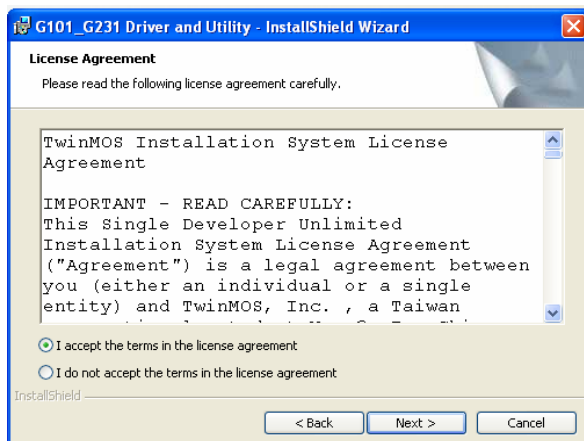 G101_G231 Driver and Utility - InstallShield Wizard
License Agreement
Please read the following license agreement carefully.
TwinMOS Installation System License
Agreement
IMPORTANT - READ CAREFULLY:
This Single Developer Unlimited
Installation System License Agreement
("Agreement") is a legal agreement between
you (either an individual or a single
entity) and TwinMOS, Inc. , a Taiwan
I accept the terms in the license agreement
I do not accept the terms in the license agreement
InstallShield
< Back
Next >
Cancel